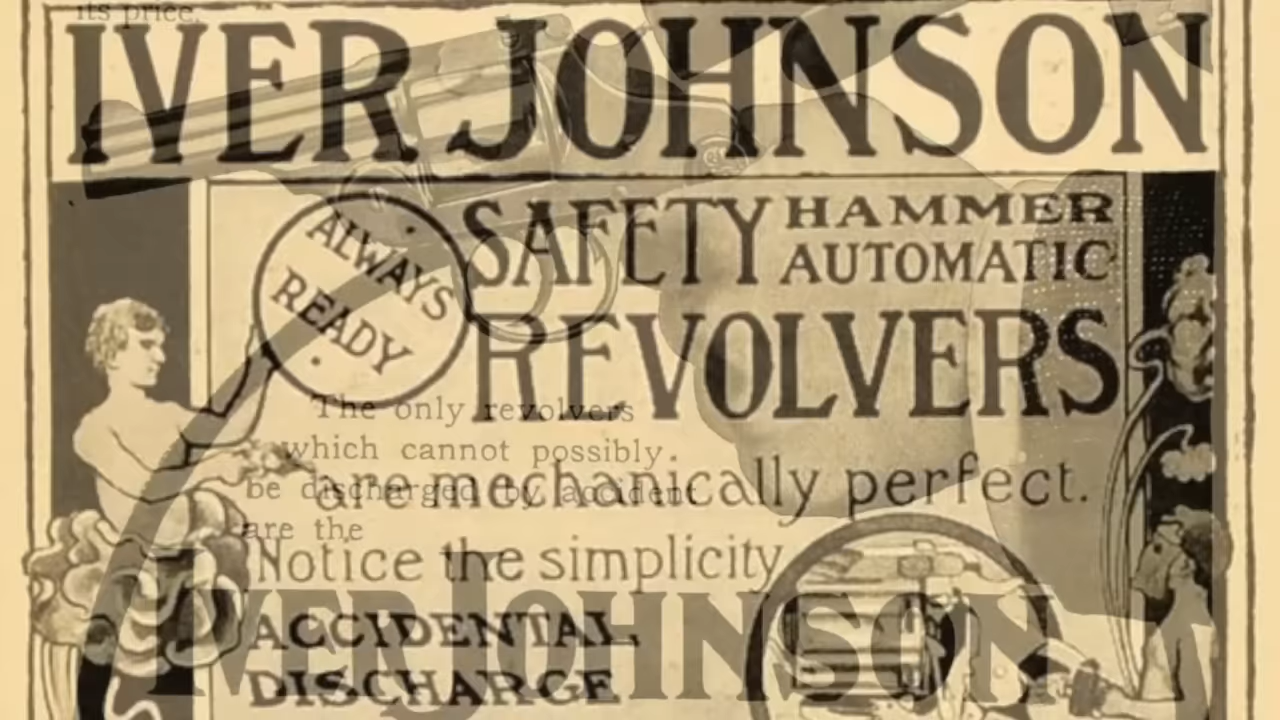 its price.
IVER JOHNSON
ALWAYS
READY
SAFETY HAMMER
AUTOMATIC
REVOLVERS
The only revolvers
which cannot possibly
be discharged by accident
are the
are mechanically perfect.
Notice the simplicity
ACCIDENTAL
DISCHARGE
IVER JOHNSON